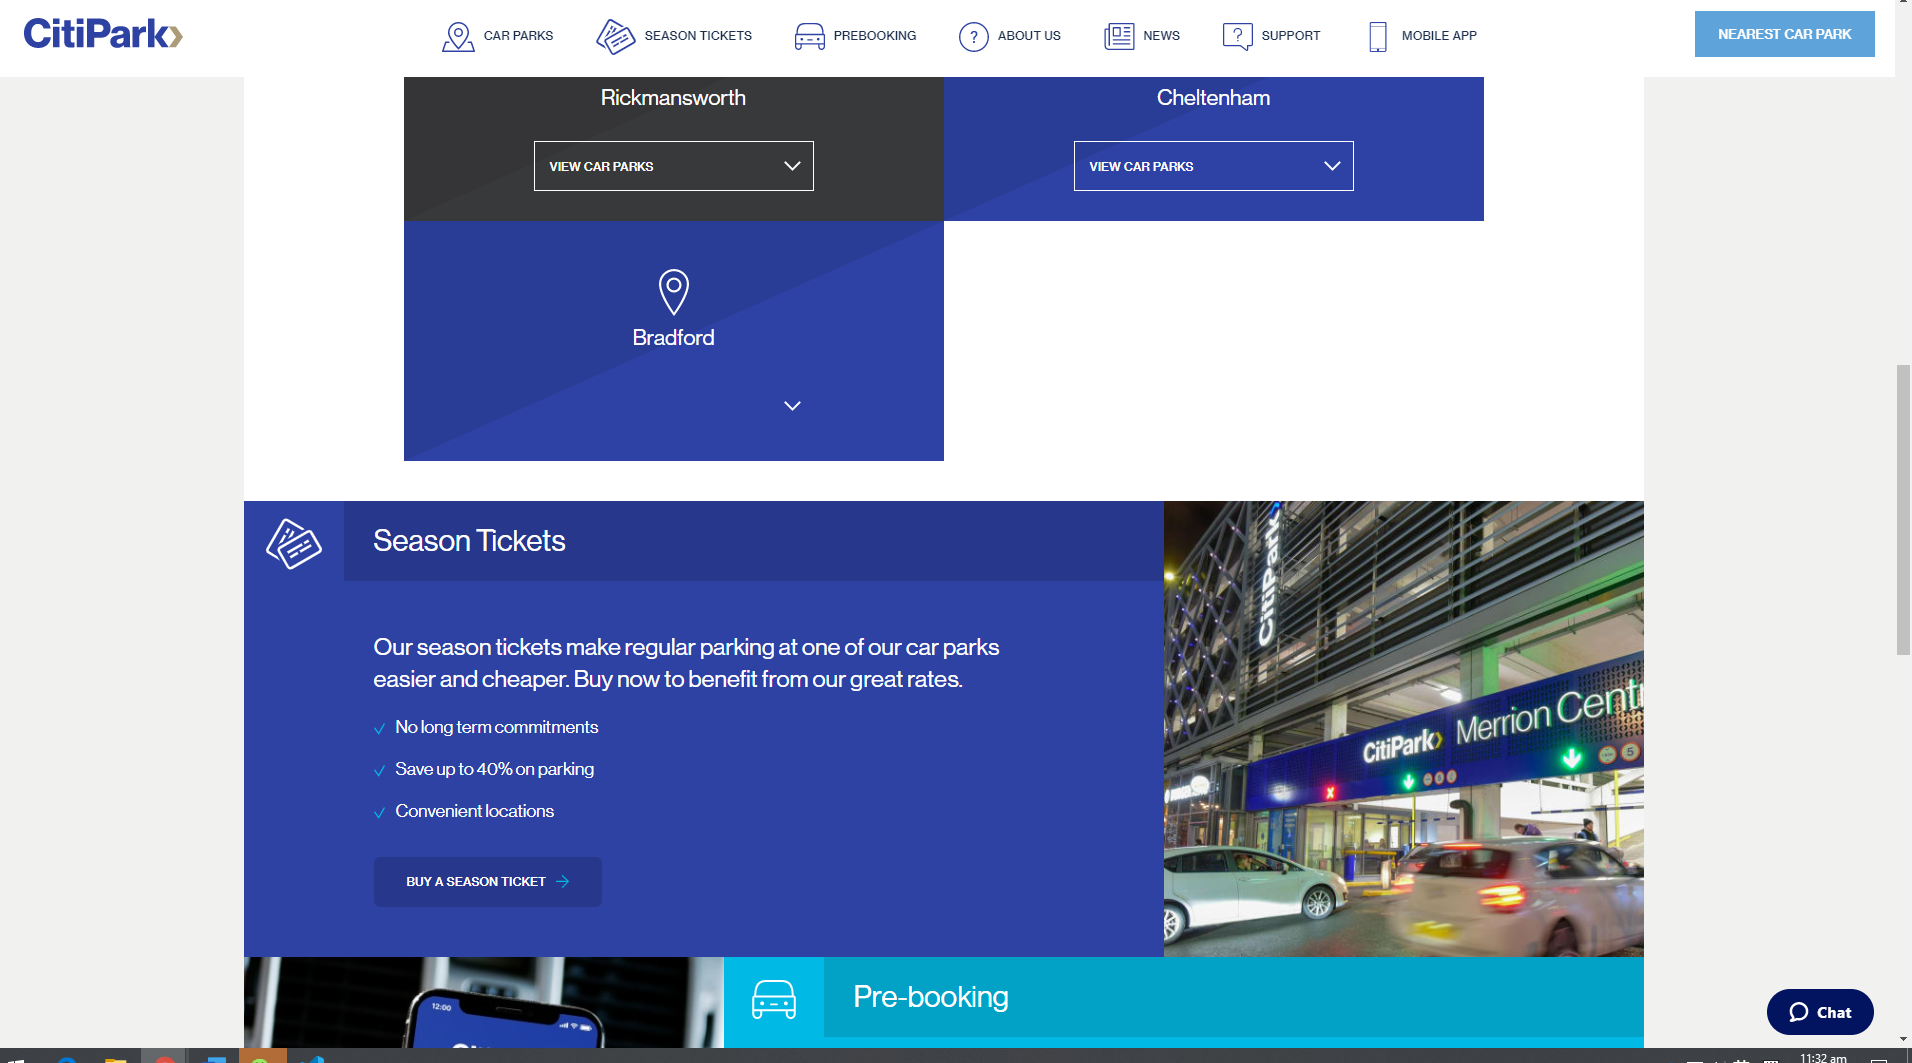 CitiPark
CAR PARKS
SEASON TICKETS
PREBOOKING
ABOUT US
NEWS
SUPPORT
MOBILE APP
NEAREST CAR PARK
Rickmansworth
Cheltenham
VIEW CAR PARKS
VIEW CAR PARKS
Bradford
Season Tickets
Our season tickets make regular parking at one of our car parks
easier and cheaper. Buy now to benefit from our great rates.
No long term commitments
Save up to 40% on parking
Convenient locations
BUY A SEASON TICKET
CitiPark
CitiPark Merrion Cent
5
12:00
Pre-booking
Chat
11:32 am